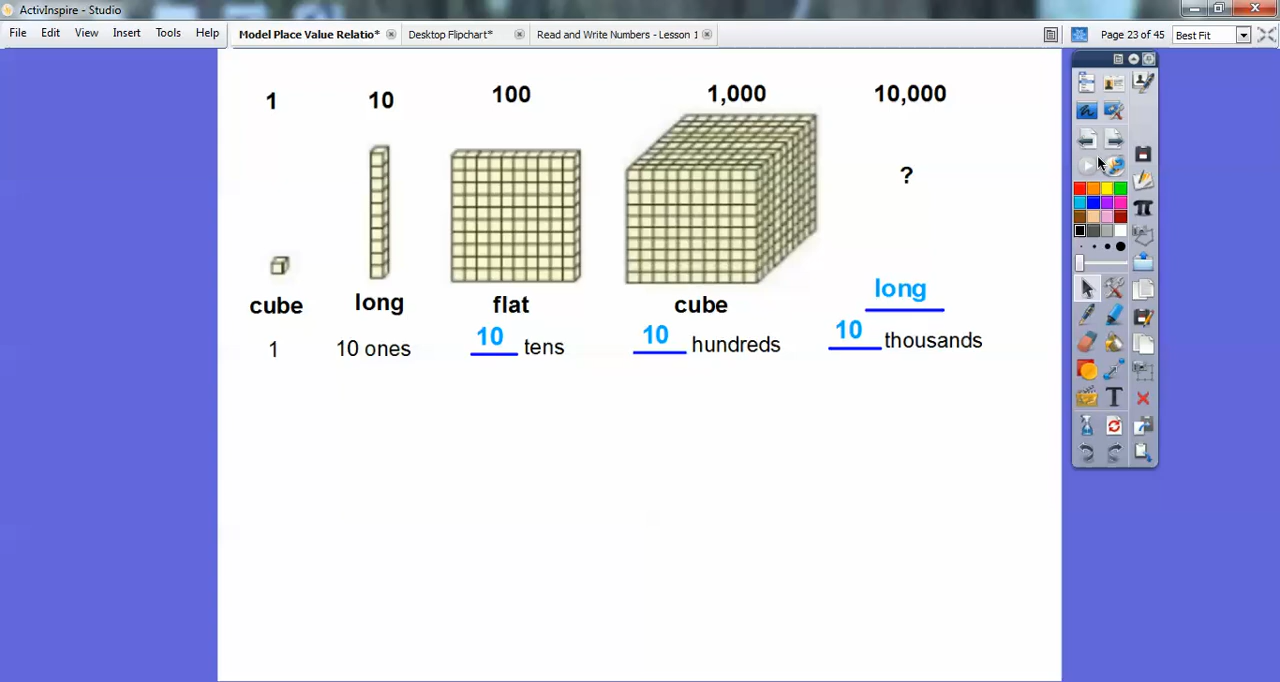 ActivInspire - Studio
File Edit View Insert Tools Help
Model Place Value Relatio* Desktop Flipchart* Read and Write Numbers - Lesson 1
Page 23 of 45 Best Fit
1 10 100 1,000 10,000
?
cube long flat cube long
1 10 ones 10 tens 10 hundreds 10 thousands